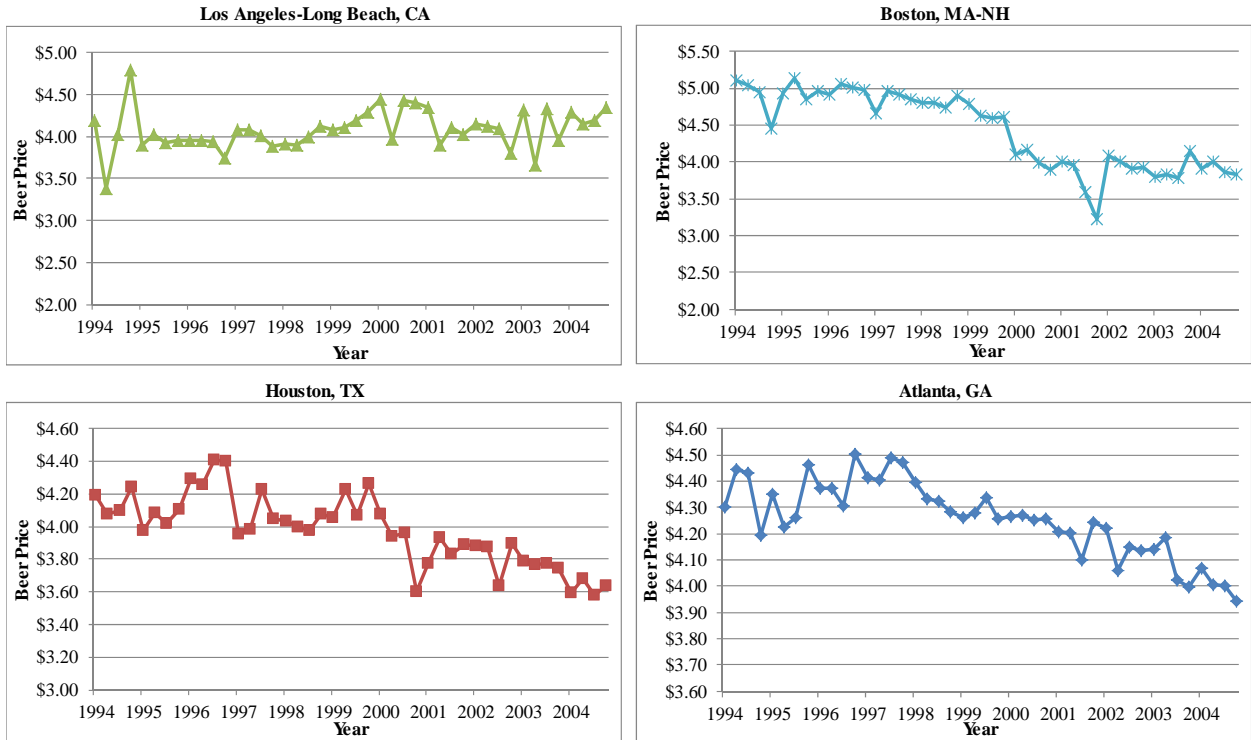 Los Angeles-Long Beach, CA
$5.00
$4.50
$4.00
$3.50
$3.00
$2.50
$2.00
Beer Price
1994 1995 1996 1997 1998 1999 2000 2001 2002 2003 2004
Year
Boston, MA-NH
$5.50
$5.00
$4.50
$4.00
$3.50
$3.00
$2.50
$2.00
Beer Price
1994 1995 1996 1997 1998 1999 2000 2001 2002 2003 2004
Year
Houston, TX
$4.60
$4.40
$4.20
$4.00
$3.80
$3.60
$3.40
$3.20
$3.00
Beer Price
1994 1995 1996 1997 1998 1999 2000 2001 2002 2003 2004
Year
Atlanta, GA
$4.60
$4.50
$4.40
$4.30
$4.20
$4.10
$4.00
$3.90
$3.80
$3.70
$3.60
Beer Price
1994 1995 1996 1997 1998 1999 2000 2001 2002 2003 2004
Year